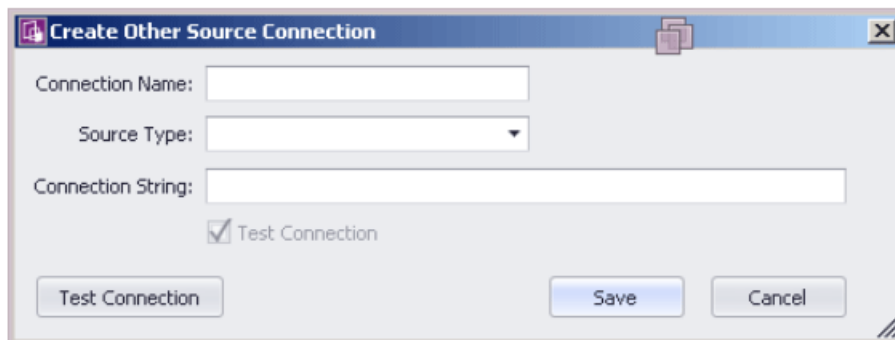 Create Other Source Connection
Connection Name:
Source Type:
Connection String:
Test Connection
Test Connection Save Cancel